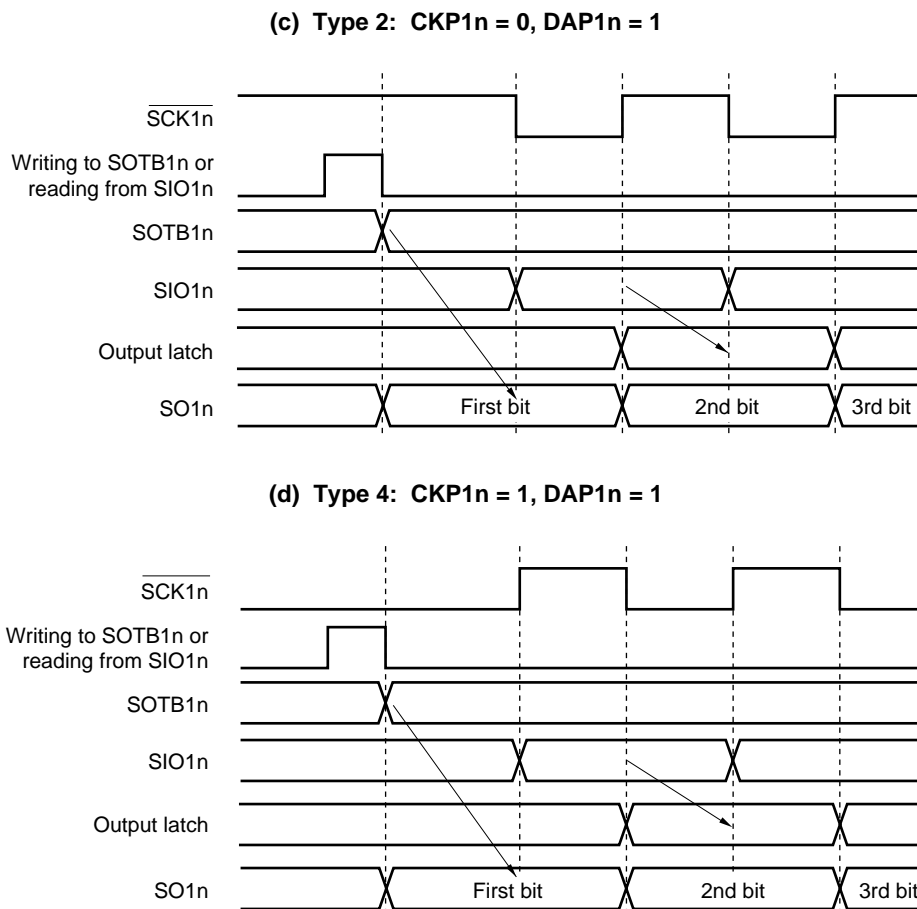 (c) Type 2: CKP1n = 0, DAP1n = 1
SCK1n
Writing to SOTB1n or
reading from SIO1n
SOTB1n
SIO1n
Output latch
SO1n
First bit
2nd bit
3rd bit
(d) Type 4: CKP1n = 1, DAP1n = 1
SCK1n
Writing to SOTB1n or
reading from SIO1n
SOTB1n
SIO1n
Output latch
SO1n
First bit
2nd bit
3rd bit